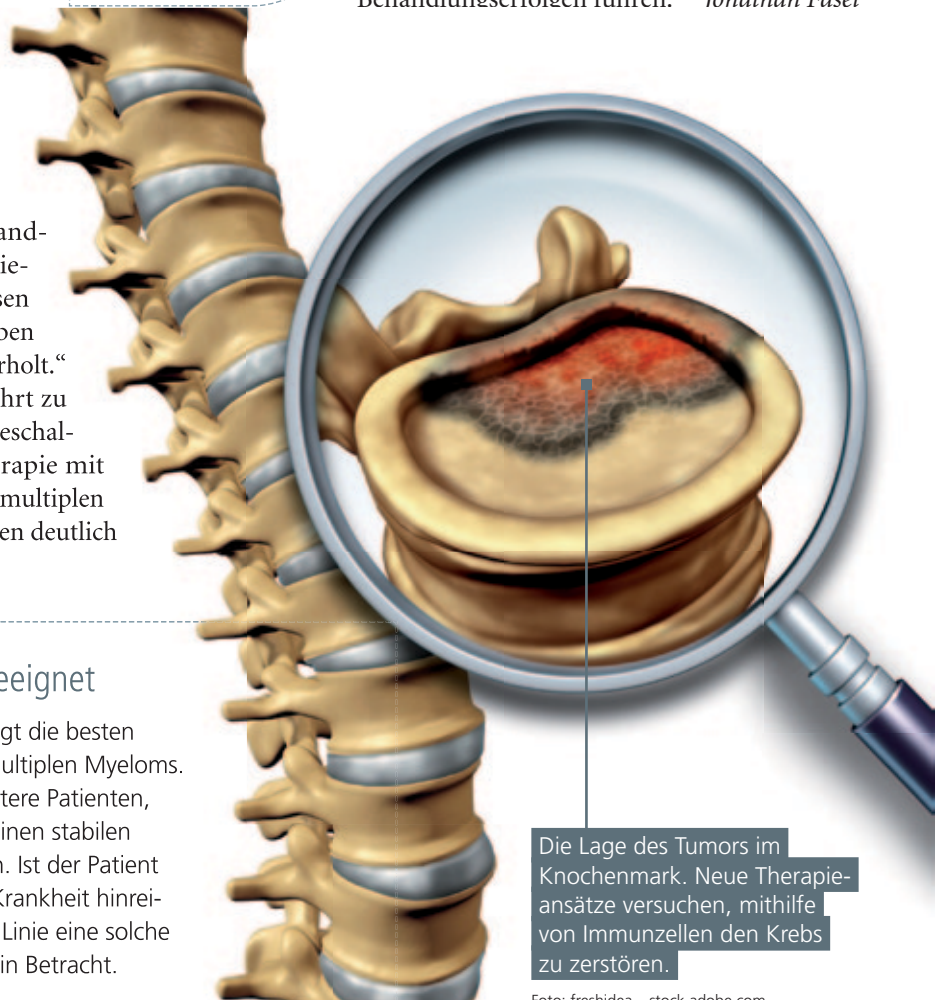 Behandlungserfolgen führen. Jonathan Fasel
and-
ie-
sen
ben
rholt.“
hrt zu
eschal-
rapie mit
multiplen
en deutlich
eeignet
gt die besten
ultiplen Myeloms.
tere Patienten,
inen stabilen
n. Ist der Patient
Krankheit hinrei-
Linie eine solche
in Betracht.
Die Lage des Tumors im
Knochenmark. Neue Therapie-
ansätze versuchen, mithilfe
von Immunzellen den Krebs
zu zerstören.
Foto: freshidea – stock.adobe.com